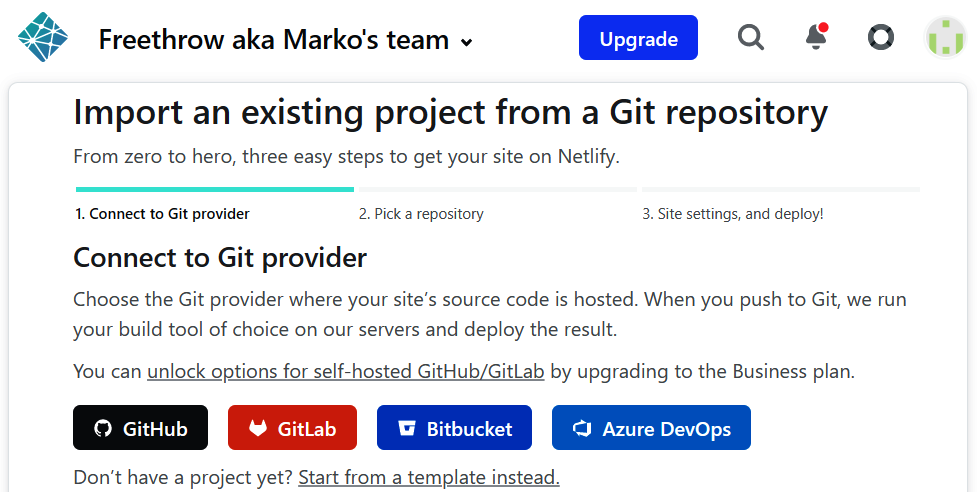 Freethrow aka Marko's team
Upgrade
Import an existing project from a Git repository
From zero to hero, three easy steps to get your site on Netlify.
1. Connect to Git provider
2. Pick a repository
3. Site settings, and deploy!
Connect to Git provider
Choose the Git provider where your site’s source code is hosted. When you push to Git, we run
your build tool of choice on our servers and deploy the result.
You can unlock options for self-hosted GitHub/GitLab by upgrading to the Business plan.
GitHub
GitLab
Bitbucket
Azure DevOps
Don’t have a project yet? Start from a template instead.